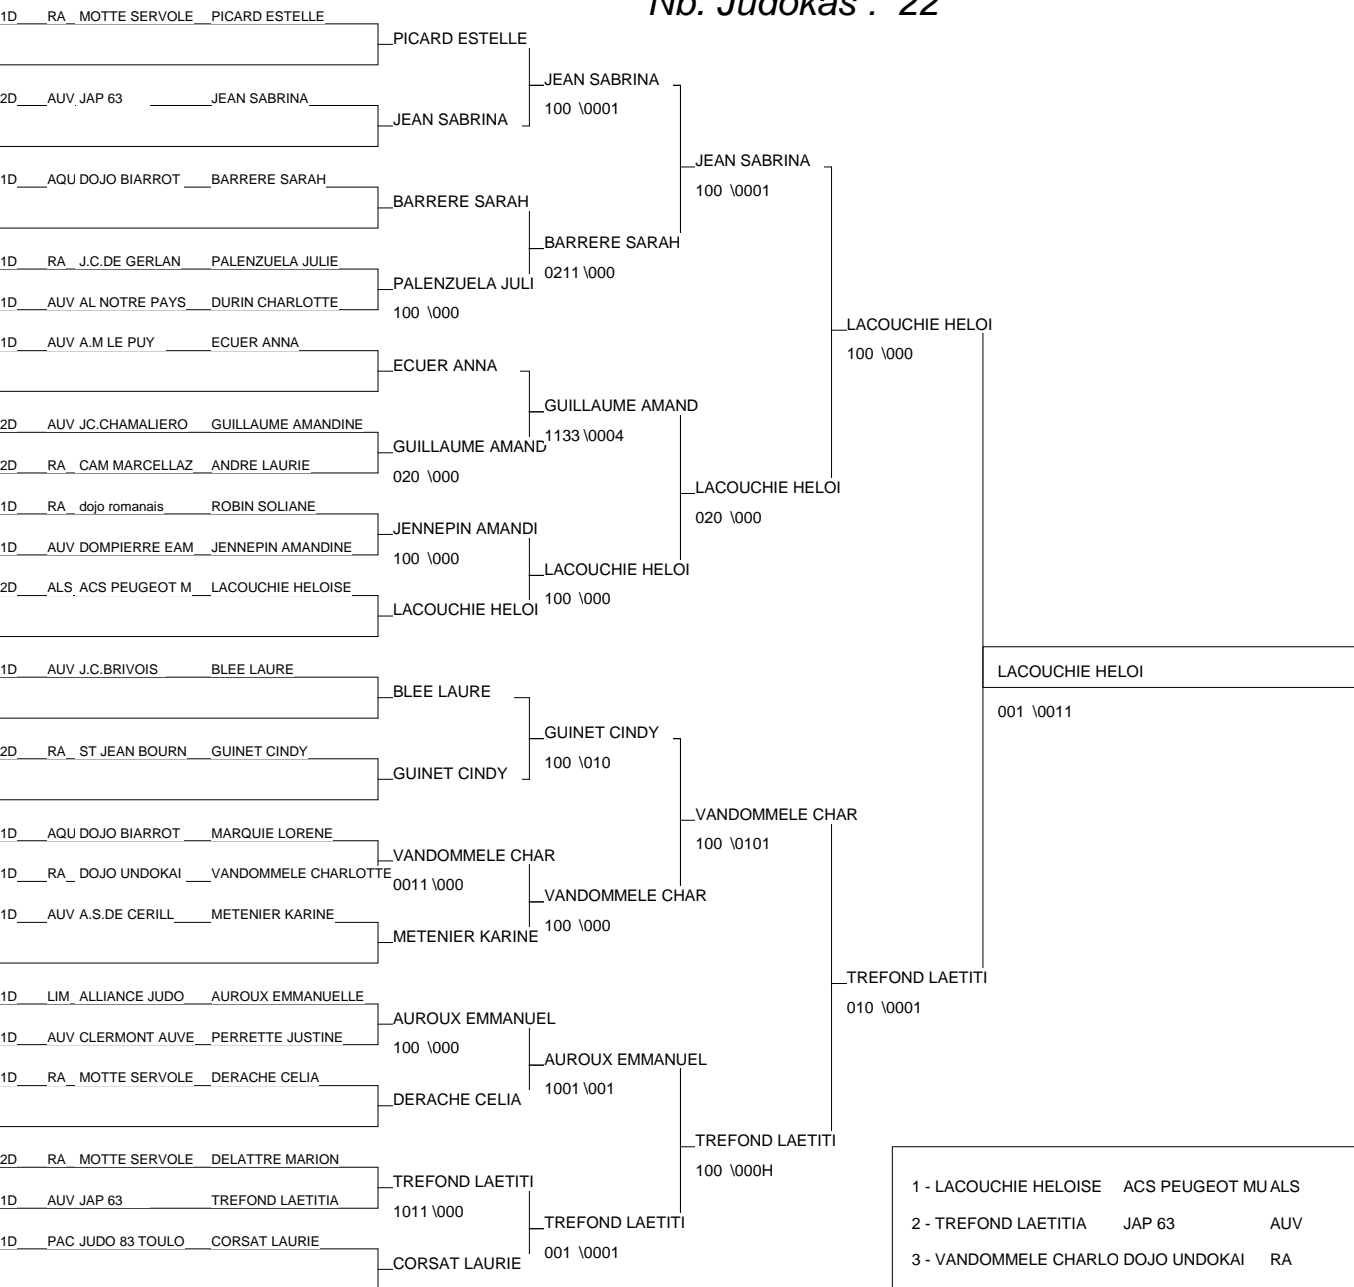 Nb. Judokas : 22
1D RA MOTTE SERVOLE PICARD ESTELLE
PICARD ESTELLE
JEAN SABRINA
100 \0001
2D AUV JAP 63 JEAN SABRINA
JEAN SABRINA
JEAN SABRINA
100 \0001
1D AQU DOJO BIARROT BARRERE SARAH
BARRERE SARAH
BARRERE SARAH
0211 \000
1D RA J.C.DE GERLAN PALENZUELA JULIE
PALENZUELA JULI
100 \000
1D AUV AL NOTRE PAYS DURIN CHARLOTTE
LACOUCHIE HELOI
100 \000
1D AUV A.M LE PUY ECUER ANNA
ECUER ANNA
GUILLAUME AMAND
1133 \0004
2D AUV JC.CHAMALIERO GUILLAUME AMANDINE
GUILLAUME AMAND
020 \000
2D RA CAM MARCELLAZ ANDRE LAURIE
LACOUCHIE HELOI
020 \000
1D RA dojo romanais ROBIN SOLIANE
JENNEPIN AMANDI
100 \000
1D AUV DOMPIERRE EAM JENNEPIN AMANDINE
LACOUCHIE HELOI
100 \000
2D ALS ACS PEUGEOT M LACOUCHIE HELOISE
LACOUCHIE HELOI
1D AUV J.C.BRIVOIS BLEE LAURE
LACOUCHIE HELOI
001 \0011
BLEE LAURE
GUINET CINDY
100 \010
2D RA ST JEAN BOURN GUINET CINDY
GUINET CINDY
VANDOMMELE CHAR
100 \0101
1D AQU DOJO BIARROT MARQUIE LORENE
VANDOMMELE CHAR
0011 \000
1D RA DOJO UNDOKAI VANDOMMELE CHARLOTTE
VANDOMMELE CHAR
100 \000
1D AUV A.S.DE CERILL METENIER KARINE
METENIER KARINE
TREFOND LAETITI
010 \0001
1D LIM ALLIANCE JUDO AUROUX EMMANUELLE
AUROUX EMMANUEL
100 \000
1D AUV CLERMONT AUVE PERRETTE JUSTINE
AUROUX EMMANUEL
1001 \001
1D RA MOTTE SERVOLE DERACHE CELIA
DERACHE CELIA
TREFOND LAETITI
100 \000H
2D RA MOTTE SERVOLE DELATTRE MARION
TREFOND LAETITI
1011 \000
1D AUV JAP 63 TREFOND LAETITIA
TREFOND LAETITI
001 \0001
1D PAC JUDO 83 TOULO CORSAT LAURIE
CORSAT LAURIE
1 - LACOUCHIE HELOISE ACS PEUGEOT MU ALS
2 - TREFOND LAETITIA JAP 63 AUV
3 - VANDOMMELE CHARLO DOJO UNDOKAI RA